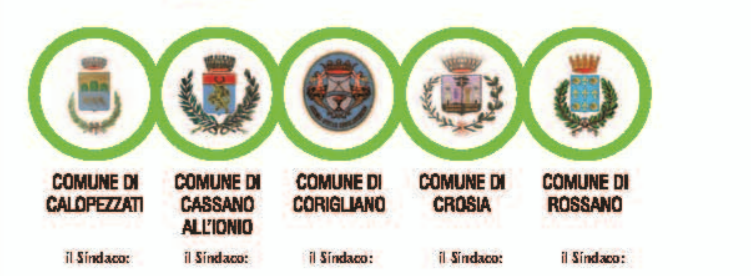 COMUNE DI CALOPEZZATI
COMUNE DI CASSANO ALL'IONIO
COMUNE DI CORIGLIANO
COMUNE DI CROSIA
COMUNE DI ROSSANO
il Sindaco: il Sindaco: il Sindaco: il Sindaco: il Sindaco: